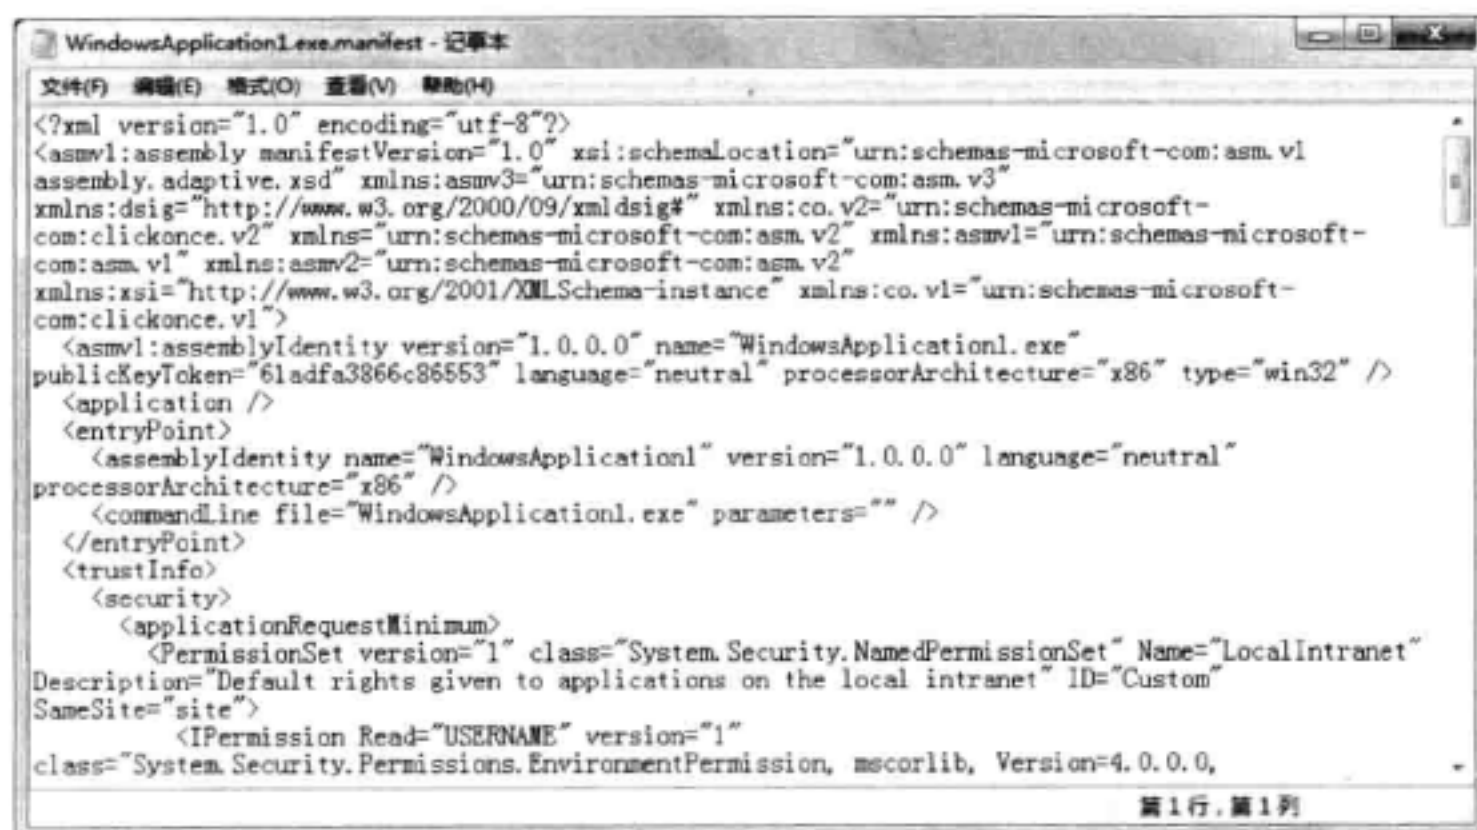 WindowsApplication1.exe.manifest - 记事本
文件(F) 编辑(E) 格式(O) 查看(V) 帮助(H)
<?xml version="1.0" encoding="utf-8"?>
<asmv1:assembly manifestVersion="1.0" xsi:schemaLocation="urn:schemas-microsoft-com:asm.v1
assembly.adaptive.xsd" xmlns:asmv3="urn:schemas-microsoft-com:asm.v3"
xmlns:dsig="http://www.w3.org/2000/09/xmldsig#" xmlns:co.v2="urn:schemas-microsoft-
com:clickonce.v2" xmlns="urn:schemas-microsoft-com:asm.v2" xmlns:asmv1="urn:schemas-microsoft-
com:asm.v1" xmlns:asmv2="urn:schemas-microsoft-com:asm.v2"
xmlns:xsi="http://www.w3.org/2001/XMLSchema-instance" xmlns:co.v1="urn:schemas-microsoft-
com:clickonce.v1">
<asmv1:assemblyIdentity version="1.0.0.0" name="WindowsApplication1.exe"
publicKeyToken="61adfa3866c86553" language="neutral" processorArchitecture="x86" type="win32" />
<application />
<entryPoint>
<assemblyIdentity name="WindowsApplication1" version="1.0.0.0" language="neutral"
processorArchitecture="x86" />
<commandLine file="WindowsApplication1.exe" parameters="" />
</entryPoint>
<trustInfo>
<security>
<applicationRequestMinimum>
<PermissionSet version="1" class="System.Security.NamedPermissionSet" Name="LocalIntranet"
Description="Default rights given to applications on the local intranet" ID="Custom"
SameSite="site">
<IPermission Read="USERNAME" version="1"
class="System.Security.Permissions.EnvironmentPermission, mscorlib, Version=4.0.0.0,
第 1 行，第 1 列